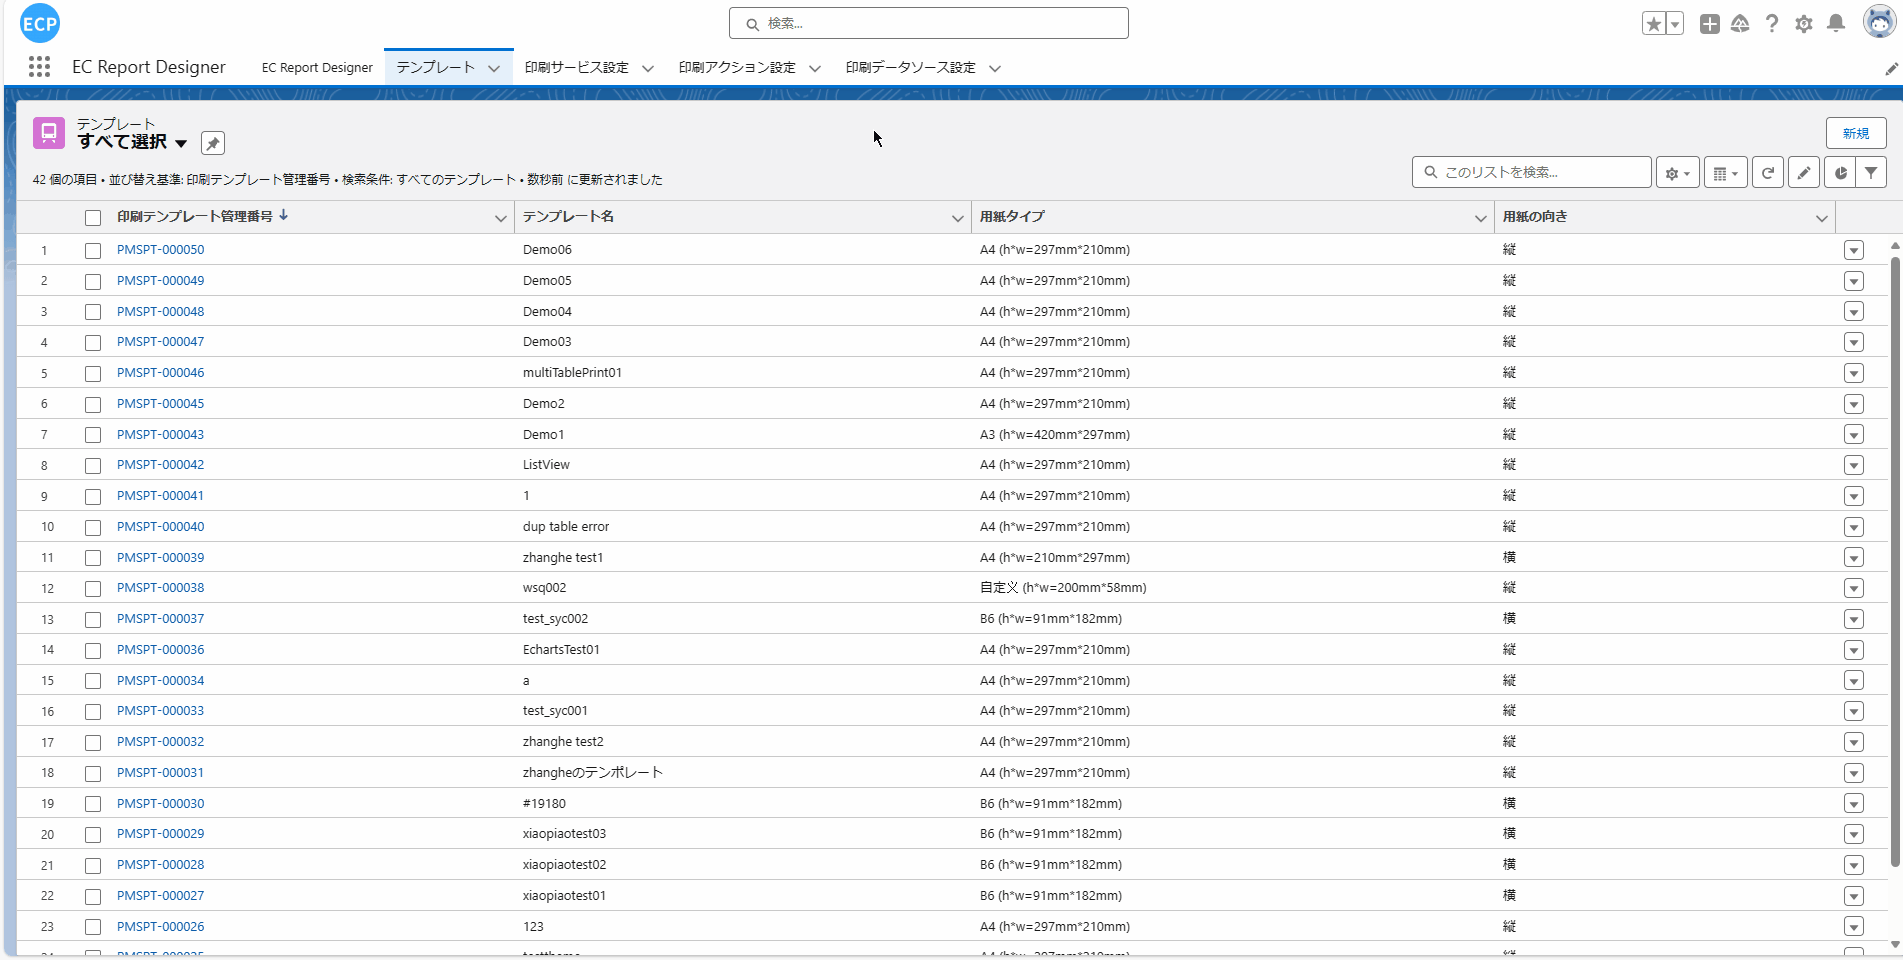 ECP
検索...
EC Report Designer
EC Report Designer
テンプレート
印刷サービス設定
印刷アクション設定
印刷データソース設定
テンプレート
すべて選択
新規
42 個の項目 • 並び替え基準: 印刷テンプレート管理番号 • 検索条件: すべてのテンプレート • 数秒前 に更新されました
このリストを検索...
印刷テンプレート管理番号 テンプレート名 用紙タイプ 用紙の向き
1 PMSPT-000050 Demo06 A4 (h*w=297mm*210mm) 縦
2 PMSPT-000049 Demo05 A4 (h*w=297mm*210mm) 縦
3 PMSPT-000048 Demo04 A4 (h*w=297mm*210mm) 縦
4 PMSPT-000047 Demo03 A4 (h*w=297mm*210mm) 縦
5 PMSPT-000046 multiTablePrint01 A4 (h*w=297mm*210mm) 縦
6 PMSPT-000045 Demo2 A4 (h*w=297mm*210mm) 縦
7 PMSPT-000043 Demo1 A3 (h*w=420mm*297mm) 縦
8 PMSPT-000042 ListView A4 (h*w=297mm*210mm) 縦
9 PMSPT-000041 1 A4 (h*w=297mm*210mm) 縦
10 PMSPT-000040 dup table error A4 (h*w=297mm*210mm) 縦
11 PMSPT-000039 zhanghe test1 A4 (h*w=210mm*297mm) 横
12 PMSPT-000038 wsq002 自定义 (h*w=200mm*58mm) 縦
13 PMSPT-000037 test_syc002 B6 (h*w=91mm*182mm) 横
14 PMSPT-000036 EchartsTest01 A4 (h*w=297mm*210mm) 縦
15 PMSPT-000034 a A4 (h*w=297mm*210mm) 縦
16 PMSPT-000033 test_syc001 A4 (h*w=297mm*210mm) 縦
17 PMSPT-000032 zhanghe test2 A4 (h*w=297mm*210mm) 縦
18 PMSPT-000031 zhangheのテンポレート A4 (h*w=297mm*210mm) 縦
19 PMSPT-000030 #19180 B6 (h*w=91mm*182mm) 横
20 PMSPT-000029 xiaopiaotest03 B6 (h*w=91mm*182mm) 横
21 PMSPT-000028 xiaopiaotest02 B6 (h*w=91mm*182mm) 横
22 PMSPT-000027 xiaopiaotest01 B6 (h*w=91mm*182mm) 横
23 PMSPT-000026 123 A4 (h*w=297mm*210mm) 縦